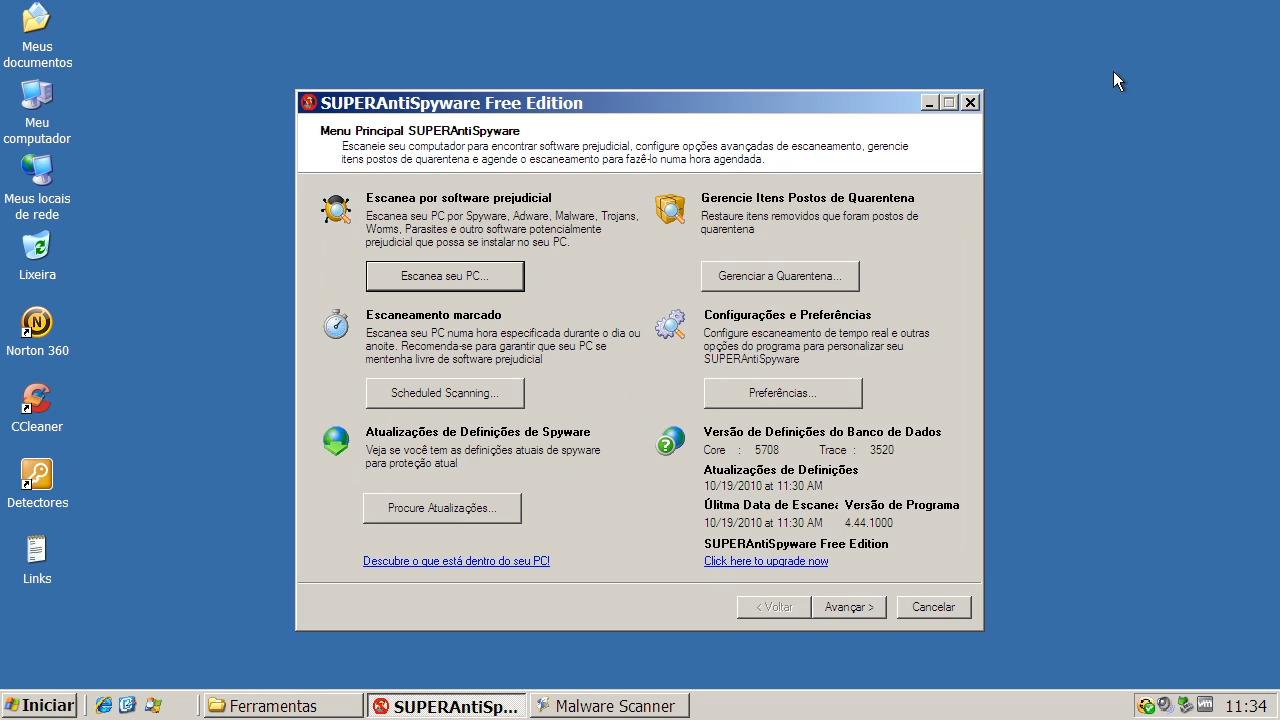 Meus
documentos
Meu
computador
Meus locais
de rede
Lixeira
Norton 360
CCleaner
Detectores
Links
SUPERAntiSpyware Free Edition
Menu Principal SUPERAntiSpyware
Escaneie seu computador para encontrar software prejudicial, configure opções avançadas de escaneamento, gerencie
itens postos de quarentena e agende o escaneamento para fazê-lo numa hora agendada.
Escanea por software prejudicial
Escanea seu PC por Spyware, Adware, Malware, Trojans,
Woms, Parasites e outro software potencialmente
prejudicial que possa se instalar no seu PC.
Escanea seu PC...
Gerencie Itens Postos de Quarentena
Restaure itens removidos que foram postos de
quarentena
Gerenciar a Quarentena...
Escaneamento marcado
Escanea seu PC numa hora especificada durante o dia ou
anoite. Recomenda-se para garantir que seu PC se
mentenha livre de software prejudicial
Scheduled Scanning...
Configurações e Preferências
Configure escaneamento de tempo real e outras
opções do programa para personalizar seu
SUPERAntiSpyware
Preferências...
Atualizações de Definições de Spyware
Veja se você tem as definições atuais de spyware
para proteção atual
Procure Atualizações...
Descubre o que está dentro do seu PC!
Versão de Definições do Banco de Dados
Core : 5708 Trace : 3520
Atualizações de Definições
10/19/2010 at 11:30 AM
Úlitma Data de Escanea Versão de Programa
10/19/2010 at 11:30 AM 4.44.1000
SUPERAntiSpyware Free Edition
Click here to upgrade now
< Voltar Avançar > Cancelar
Iniciar Ferramentas SUPERAntiSp... Malware Scanner 11:34